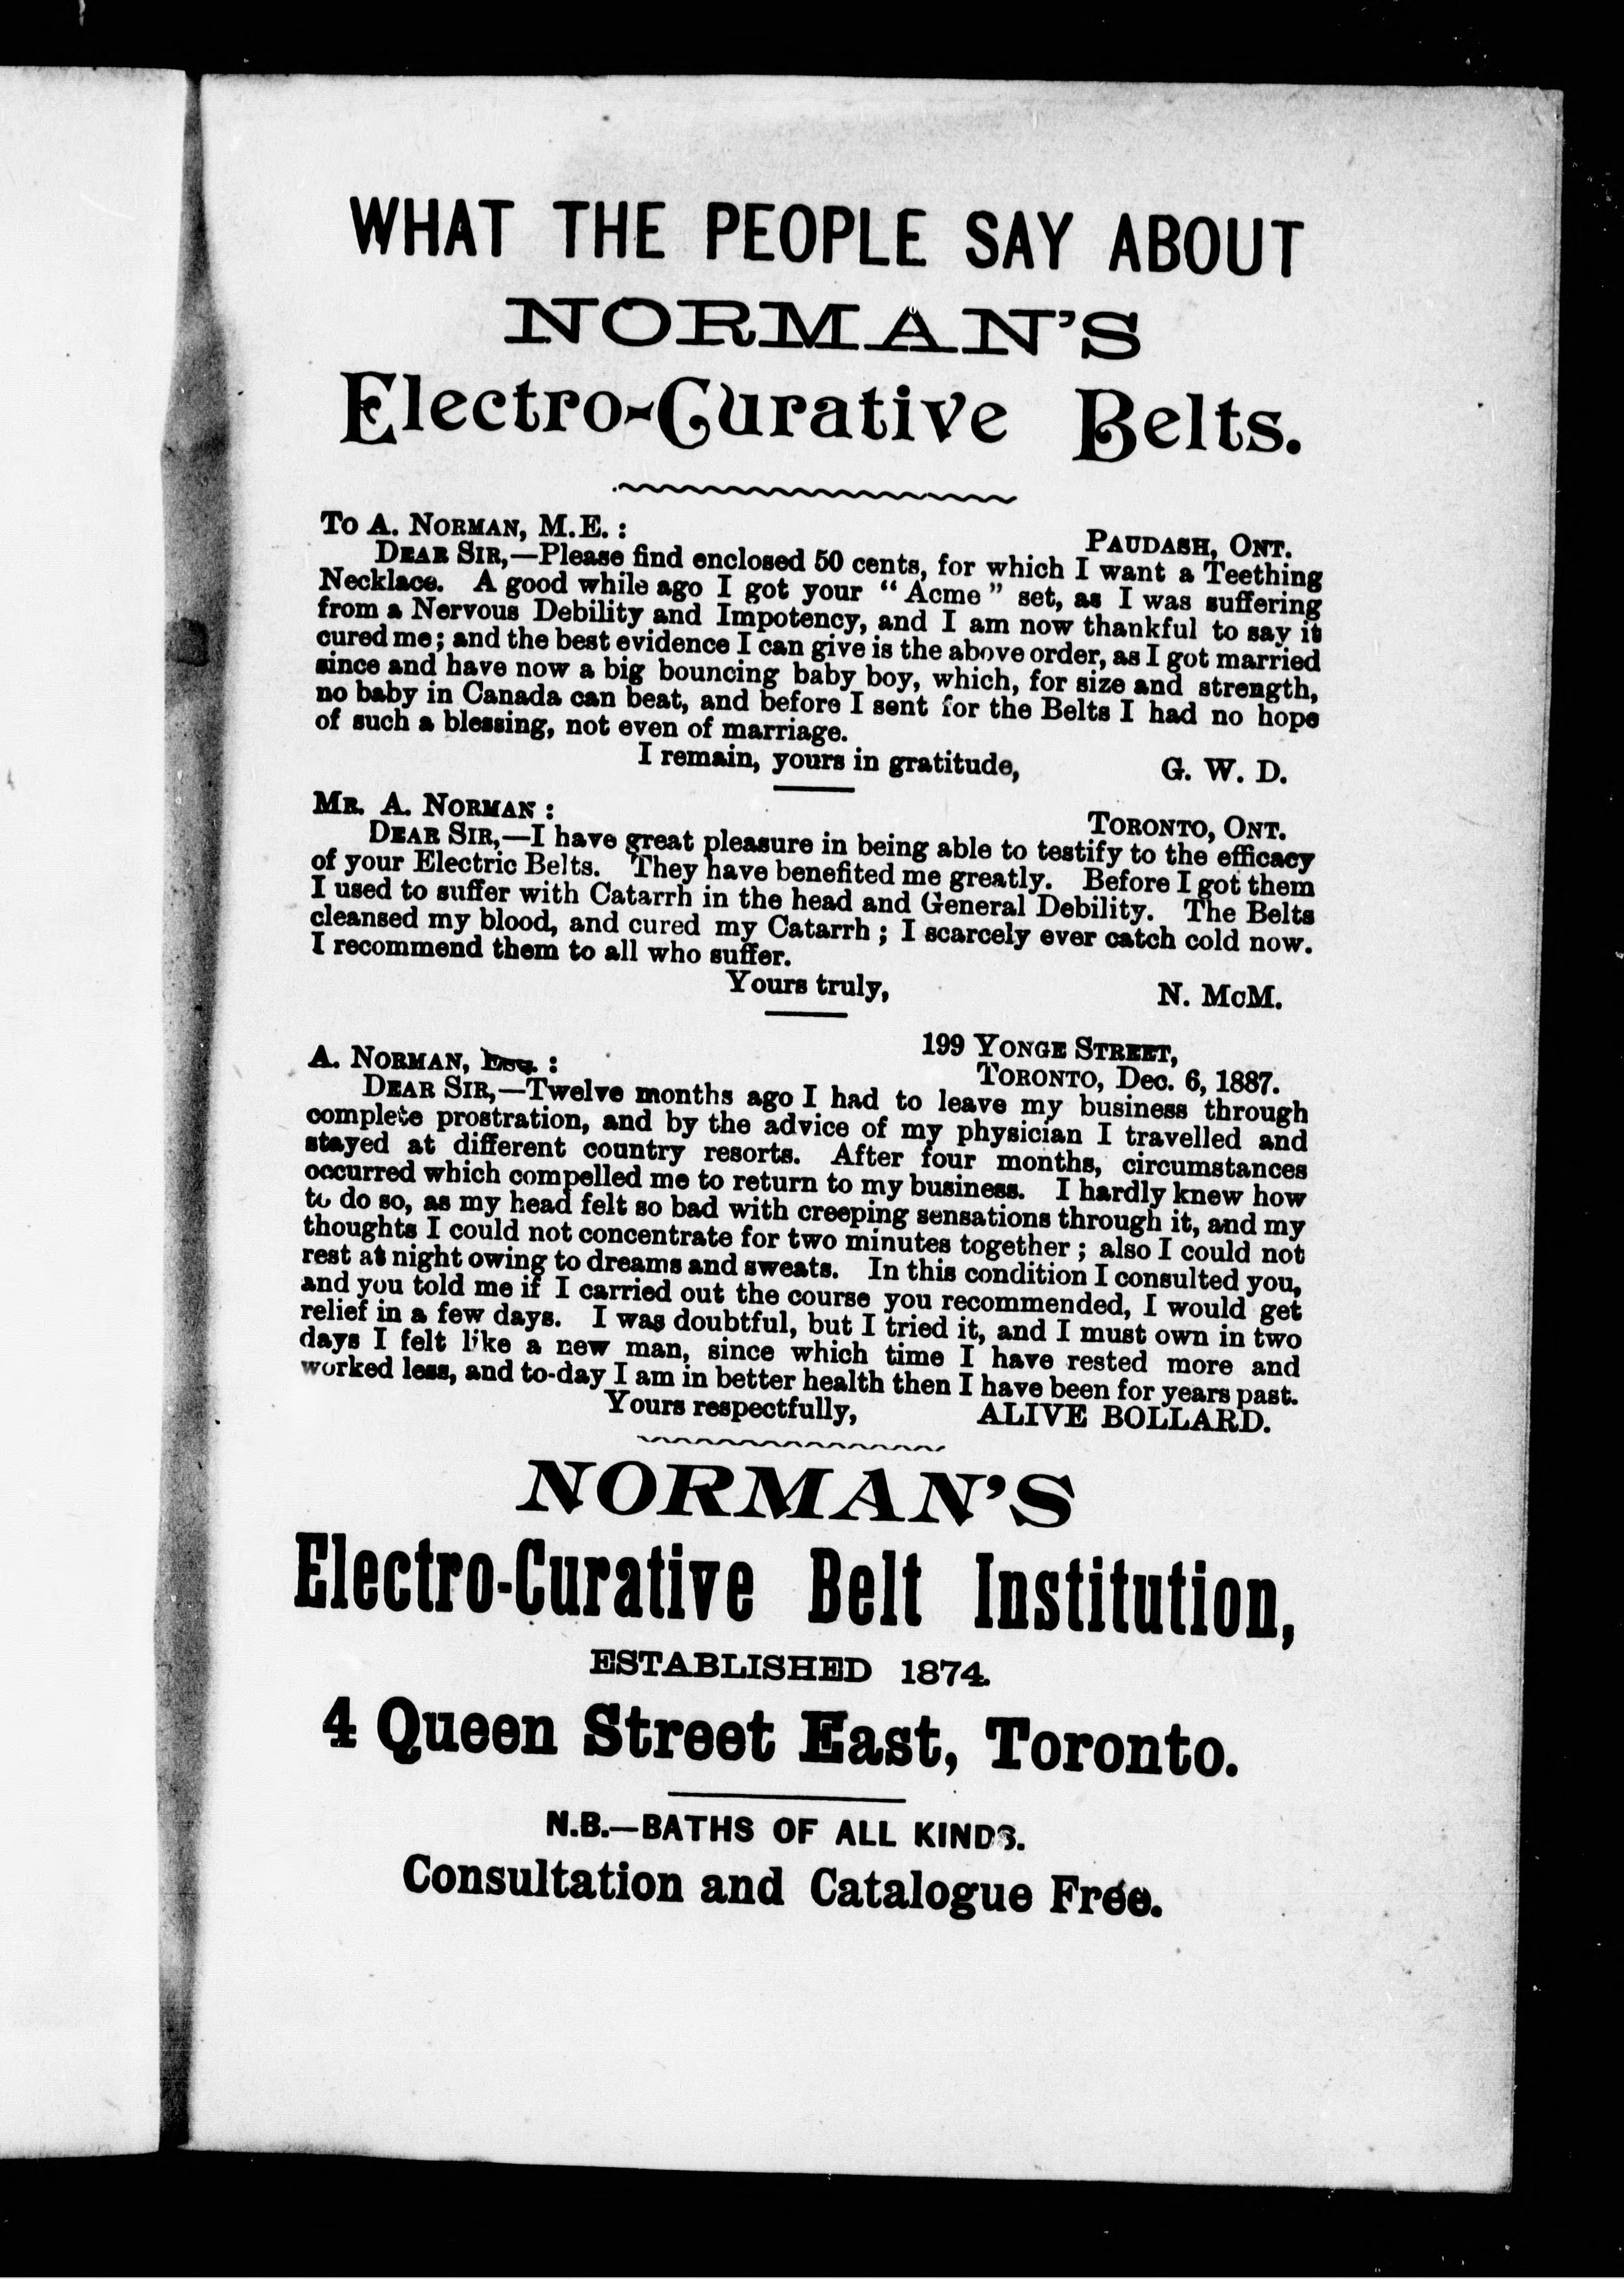 WHAT THE PEOPLE SAY ABOUT
NORMAN'S
Electro-Curative Belts.
To A. NORMAN, M.E. :
PAUDASH, ONT.
DEAR SIR,—Please find enclosed 50 cents, for which I want a Teething
Necklace. A good while ago I got your "Acme" set, as I was suffering
from a Nervous Debility and Impotency, and I am now thankful to say it
cured me; and the best evidence I can give is the above order, as I got married
since and have now a big bouncing baby boy, which, for size and strength,
no baby in Canada can beat, and before I sent for the Belts I had no hope
of such a blessing, not even of marriage.
I remain, yours in gratitude, G. W. D.
MR. A. NORMAN :
TORONTO, ONT.
DEAR SIR,—I have great pleasure in being able to testify to the efficacy
of your Electric Belts. They have benefited me greatly. Before I got them
I used to suffer with Catarrh in the head and General Debility. The Belts
cleansed my blood, and cured my Catarrh ; I scarcely ever catch cold now.
I recommend them to all who suffer.
Yours truly, N. McM.
199 YONGE STREET,
A. NORMAN, ESQ. :
TORONTO, Dec. 6, 1887.
DEAR SIR,—Twelve months ago I had to leave my business through
complete prostration, and by the advice of my physician I travelled and
stayed at different country resorts. After four months, circumstances
occurred which compelled me to return to my business. I hardly knew how
to do so, as my head felt so bad with creeping sensations through it, and my
thoughts I could not concentrate for two minutes together ; also I could not
rest at night owing to dreams and sweats. In this condition I consulted you,
and you told me if I carried out the course you recommended, I would get
relief in a few days. I was doubtful, but I tried it, and I must own in two
days I felt like a new man, since which time I have rested more and
worked less, and to-day I am in better health then I have been for years past.
Yours respectfully, ALIVE BOLLARD.
NORMAN'S
Electro-Curative Belt Institution,
ESTABLISHED 1874.
4 Queen Street East, Toronto.
N.B.—BATHS OF ALL KINDS.
Consultation and Catalogue Free.